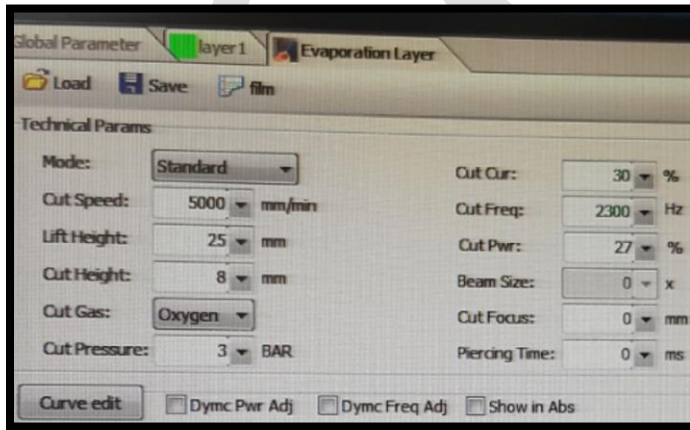 Global Parameter layer1 Evaporation Layer
Load Save film
Technical Params
Mode: Standard Cut Cur: 30 %
Cut Speed: 5000 mm/min Cut Freq: 2300 Hz
Lift Height: 25 mm Cut Pwr: 27 %
Cut Height: 8 mm Beam Size: 0 x
Cut Gas: Oxygen Cut Focus: 0 mm
Cut Pressure: 3 BAR Piercing Time: 0 ms
Curve edit Dymc Pwr Adj Dymc Freq Adj Show in Abs